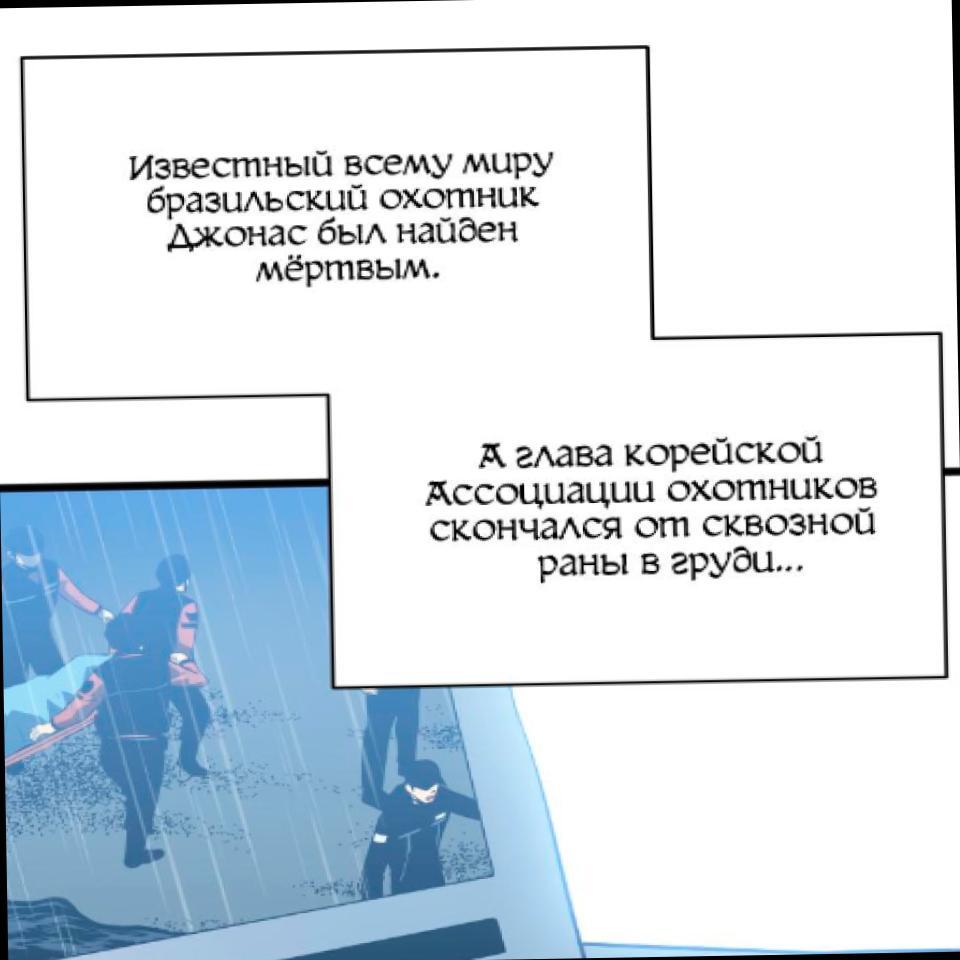 Известный всему миру
бразильский охотник
Джонас был найден
мёртвым.
А глава корейской
Ассоциации охотников
скончался от сквозной
раны в груди...